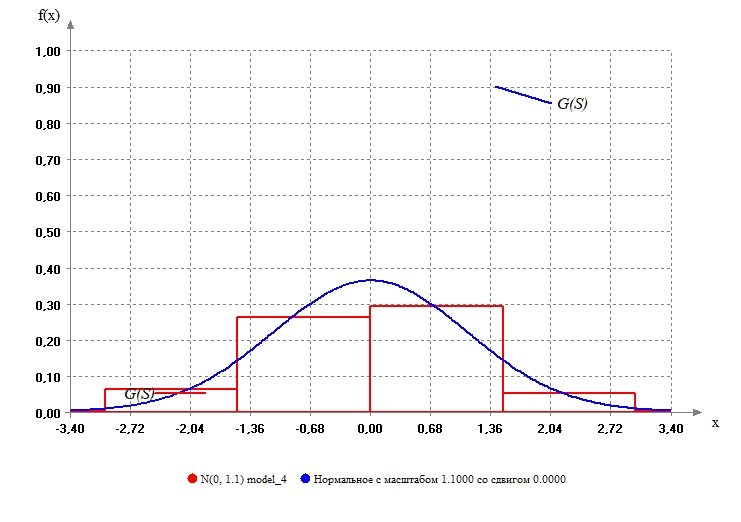 f(x)
1,00
0,90
G(S)
0,80
0,70
0,60
0,50
0,40
0,30
0,20
0,10
G(S)
0,00
-3,40 -2,72 -2,04 -1,36 -0,68 0,00 0,68 1,36 2,04 2,72 3,40
x
N(0, 1.1) model_4 Нормальное с масштабом 1.1000 со сдвигом 0.0000